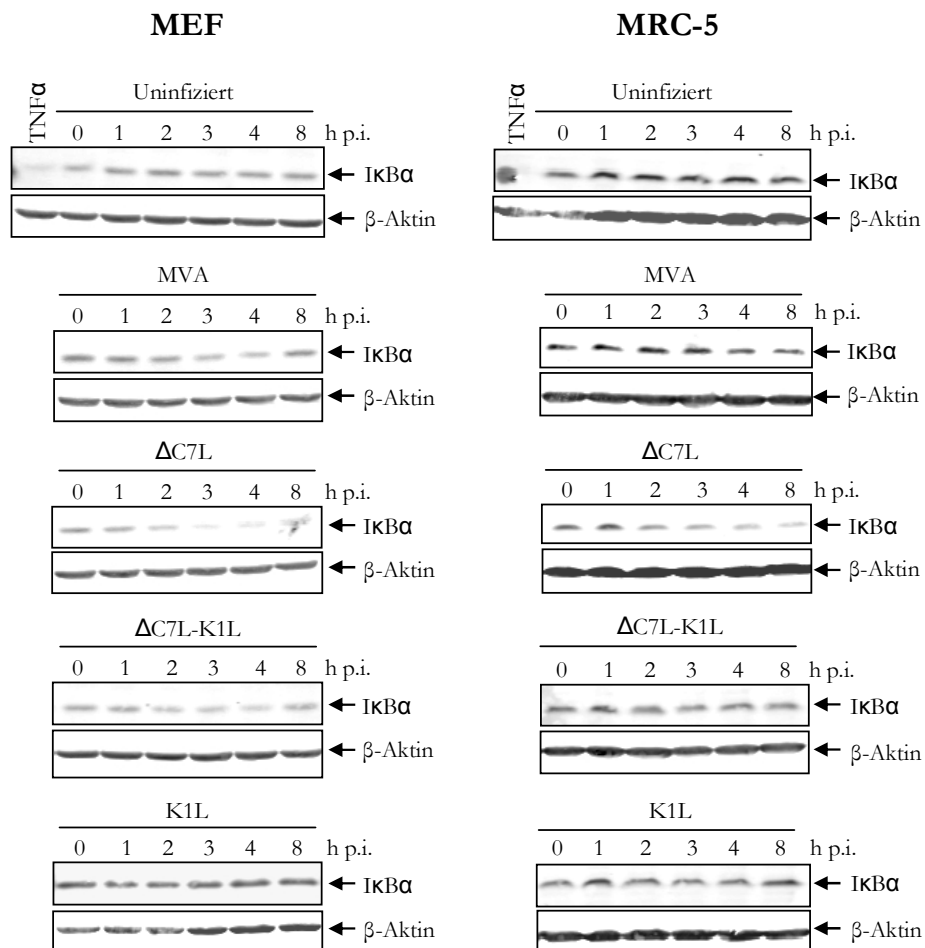 MEF
TNFα
Uninfiziert
0 1 2 3 4 8 h p.i.
IκBα
β-Aktin
MVA
0 1 2 3 4 8 h p.i.
IκBα
β-Aktin
ΔC7L
0 1 2 3 4 8 h p.i.
IκBα
β-Aktin
ΔC7L-K1L
0 1 2 3 4 8 h p.i.
IκBα
β-Aktin
K1L
0 1 2 3 4 8 h p.i.
IκBα
β-Aktin
MRC-5
TNFα
Uninfiziert
0 1 2 3 4 8 h p.i.
IκBα
β-Aktin
MVA
0 1 2 3 4 8 h p.i.
IκBα
β-Aktin
ΔC7L
0 1 2 3 4 8 h p.i.
IκBα
β-Aktin
ΔC7L-K1L
0 1 2 3 4 8 h p.i.
IκBα
β-Aktin
K1L
0 1 2 3 4 8 h p.i.
IκBα
β-Aktin